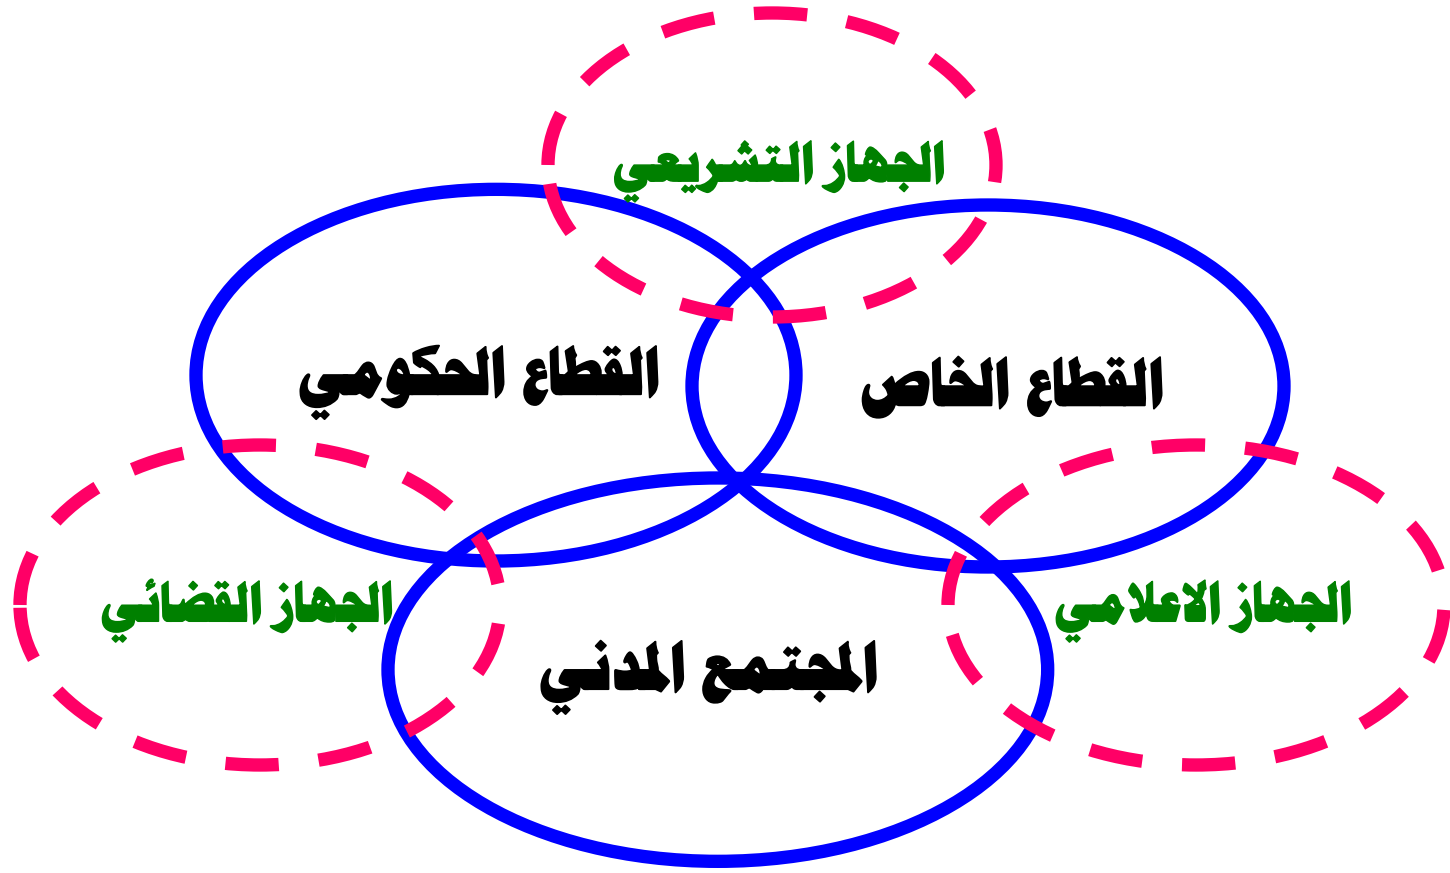 الجهاز التشريعي
القطاع الخاص
القطاع الحكومي
الجهاز الاعلامي
الجهاز القضائي
المجتمع المدني